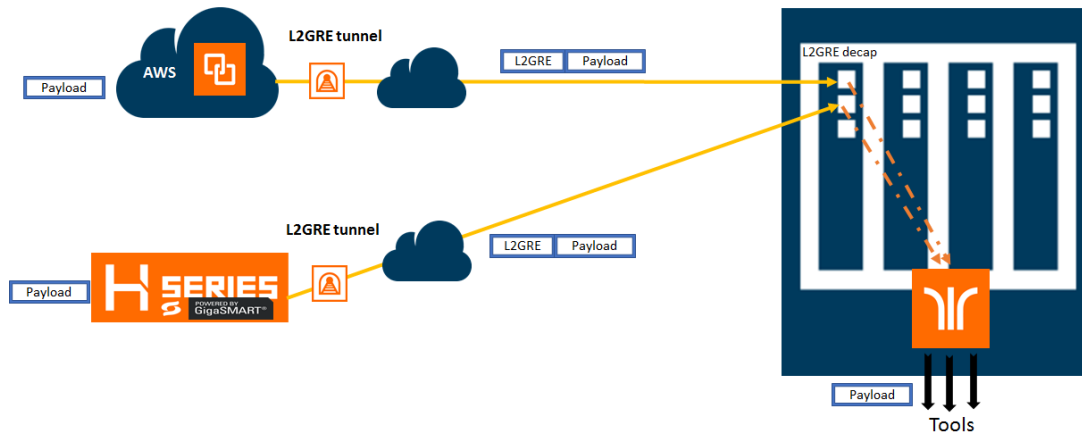 L2GRE tunnel
L2GRE decap
AWS
L2GRE Payload
Payload
L2GRE tunnel
L2GRE Payload
Payload
H SERIES
POWERED BY
GigaSMART®
Payload
Tools